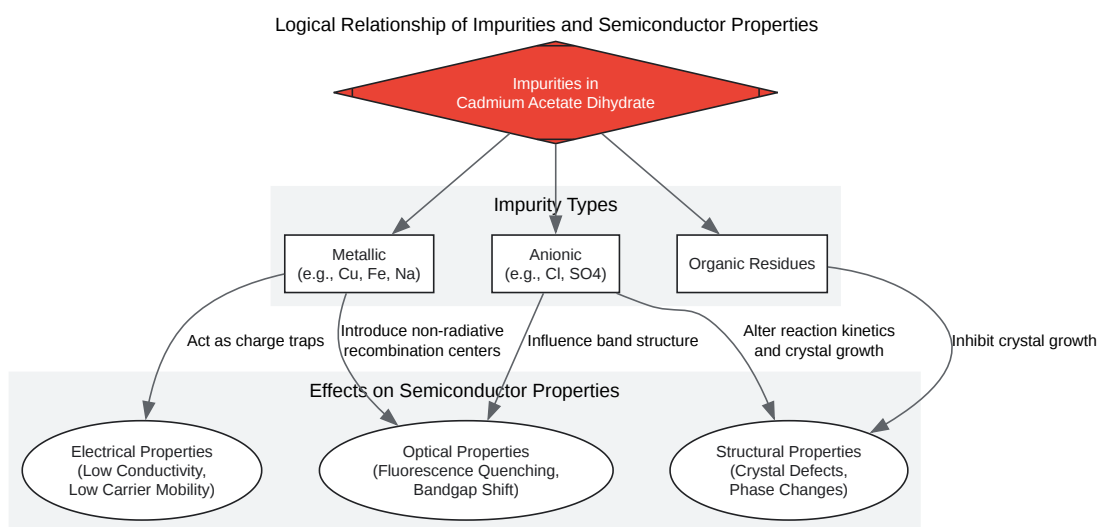 Logical Relationship of Impurities and Semiconductor Properties
Impurities in
Cadmium Acetate Dihydrate
Impurity Types
Metallic
(e.g., Cu, Fe, Na)
Anionic
(e.g., Cl, SO4)
Organic Residues
Act as charge traps
Introduce non-radiative
recombination centers
Influence band structure
Alter reaction kinetics
and crystal growth
Inhibit crystal growth
Effects on Semiconductor Properties
Electrical Properties
(Low Conductivity,
Low Carrier Mobility)
Optical Properties
(Fluorescence Quenching,
Bandgap Shift)
Structural Properties
(Crystal Defects,
Phase Changes)